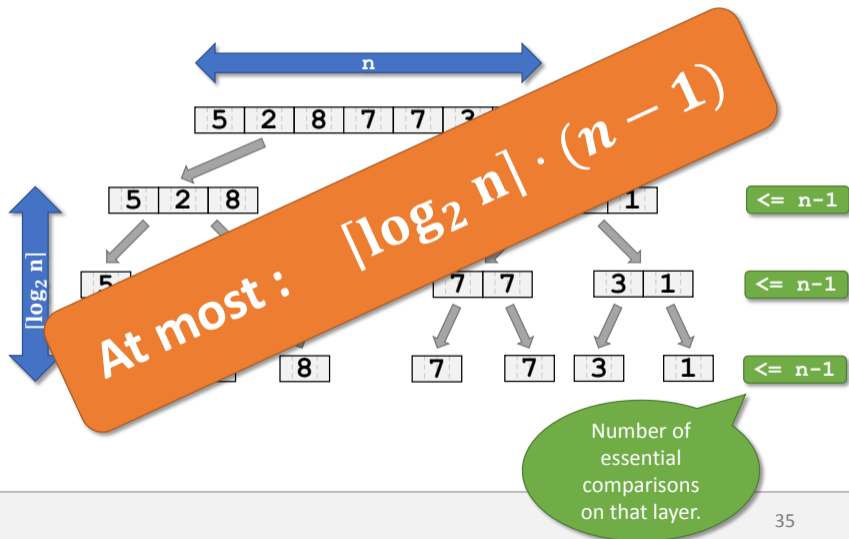 n
5 2 8 7 7 3
5 2 8 1 <= n-1
⌈log₂ n⌉
5 7 7 3 1 <= n-1
At most : ⌈log₂ n⌉ · (n − 1)
8 7 7 3 1 <= n-1
Number of
essential
comparisons
on that layer.
35